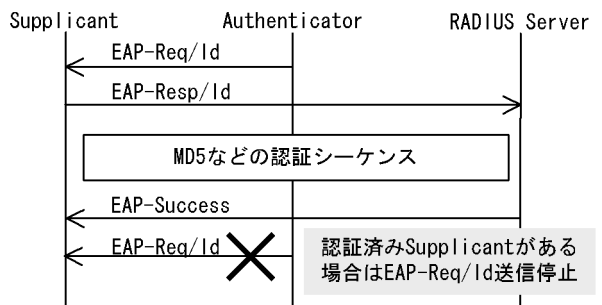 Supplicant Authenticator RADIUS Server
EAP-Req/Id
EAP-Resp/Id
MD5などの認証シーケンス
EAP-Success
EAP-Req/Id
認証済みSupplicantがある
場合はEAP-Req/Id送信停止